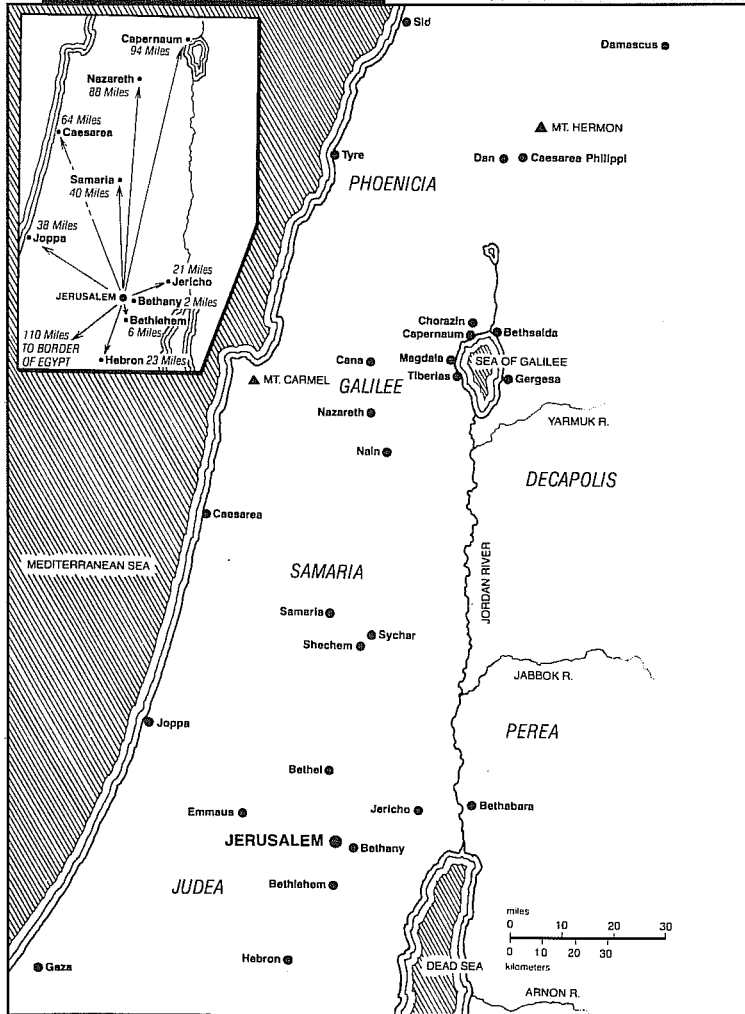 Capernaum
94 Miles
Nazareth
88 Miles
64 Miles
Caesarea
Samaria
40 Miles
38 Miles
Joppa
21 Miles
Jericho
JERUSALEM
Bethany 2 Miles
Bethlehem
6 Miles
110 Miles
TO BORDER
OF EGYPT
Hebron 23 Miles
Sid
Damascus
MT. HERMON
Tyre
Dan
Caesarea Philippi
PHOENICIA
Chorazin
Capernaum
Bethsaida
Cana
Magdala
SEA OF GALILEE
MT. CARMEL
GALILEE
Tiberias
Gergesa
Nazareth
YARMUK R.
Nain
DECAPOLIS
Caesarea
MEDITERRANEAN SEA
SAMARIA
JORDAN RIVER
Samaria
Sychar
Shechem
JABBOK R.
Joppa
PEREA
Bethel
Emmaus
Jericho
Bethabara
JERUSALEM
Bethany
JUDEA
Bethlehem
miles
0 10 20 30
0 10 20 30
kilometers
Gaza
Hebron
DEAD SEA
ARNON R.